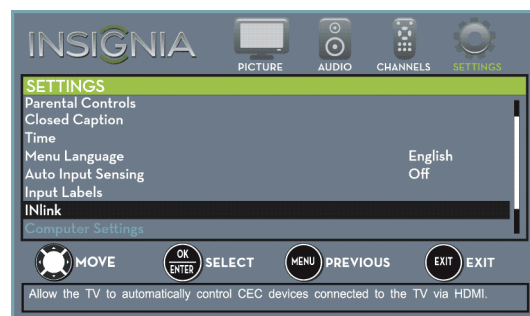 INSIGNIA
PICTURE AUDIO CHANNELS SETTINGS
SETTINGS
Parental Controls
Closed Caption
Time
Menu Language English
Auto Input Sensing Off
Input Labels
INlink
Computer Settings
MOVE OK ENTER SELECT MENU PREVIOUS EXIT EXIT
Allow the TV to automatically control CEC devices connected to the TV via HDMI.